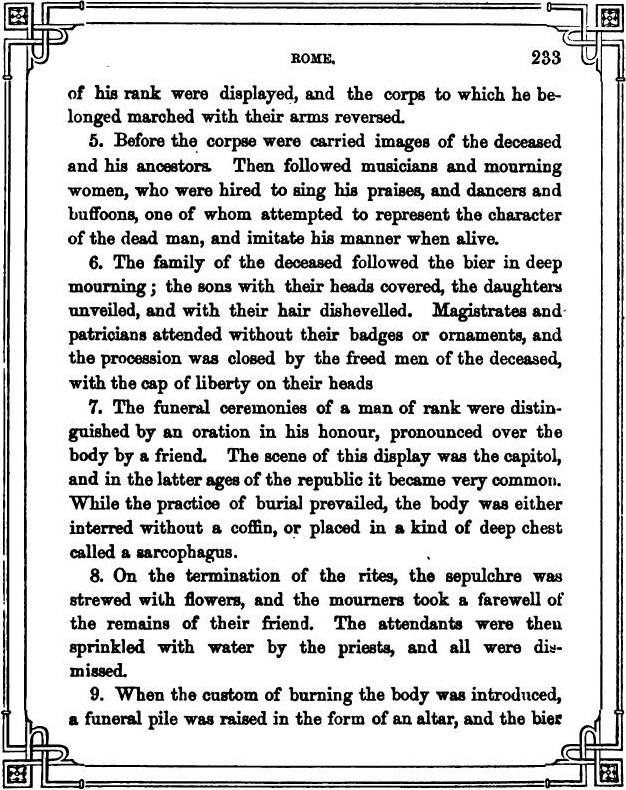 ROME. 233
of his rank were displayed, and the corps to which he be-
longed marched with their arms reversed.
5. Before the corpse were carried images of the deceased
and his ancestors. Then followed musicians and mourning
women, who were hired to sing his praises, and dancers and
buffoons, one of whom attempted to represent the character
of the dead man, and imitate his manner when alive.
6. The family of the deceased followed the bier in deep
mourning; the sons with their heads covered, the daughters
unveiled, and with their hair dishevelled. Magistrates and
patricians attended without their badges or ornaments, and
the procession was closed by the freed men of the deceased,
with the cap of liberty on their heads
7. The funeral ceremonies of a man of rank were distin-
guished by an oration in his honour, pronounced over the
body by a friend. The scene of this display was the capitol,
and in the latter ages of the republic it became very common.
While the practice of burial prevailed, the body was either
interred without a coffin, or placed in a kind of deep chest
called a sarcophagus.
8. On the termination of the rites, the sepulchre was
strewed with flowers, and the mourners took a farewell of
the remains of their friend. The attendants were then
sprinkled with water by the priests, and all were dis-
missed.
9. When the custom of burning the body was introduced,
a funeral pile was raised in the form of an altar, and the bier